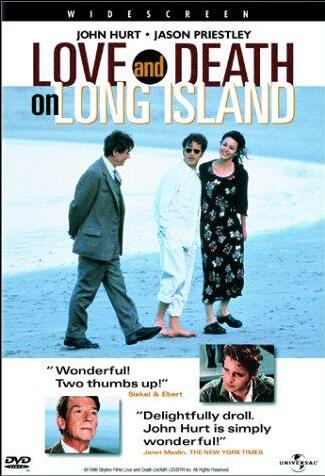 WIDESCREEN
JOHN HURT • JASON PRIESTLEY
LOVE and DEATH
on LONG ISLAND
"Wonderful!
Two thumbs up!"
Siskel & Ebert
"Delightfully droll.
John Hurt is simply
wonderful!"
Janet Maslin, THE NEW YORK TIMES
DVD
VIDEO
UNIVERSAL